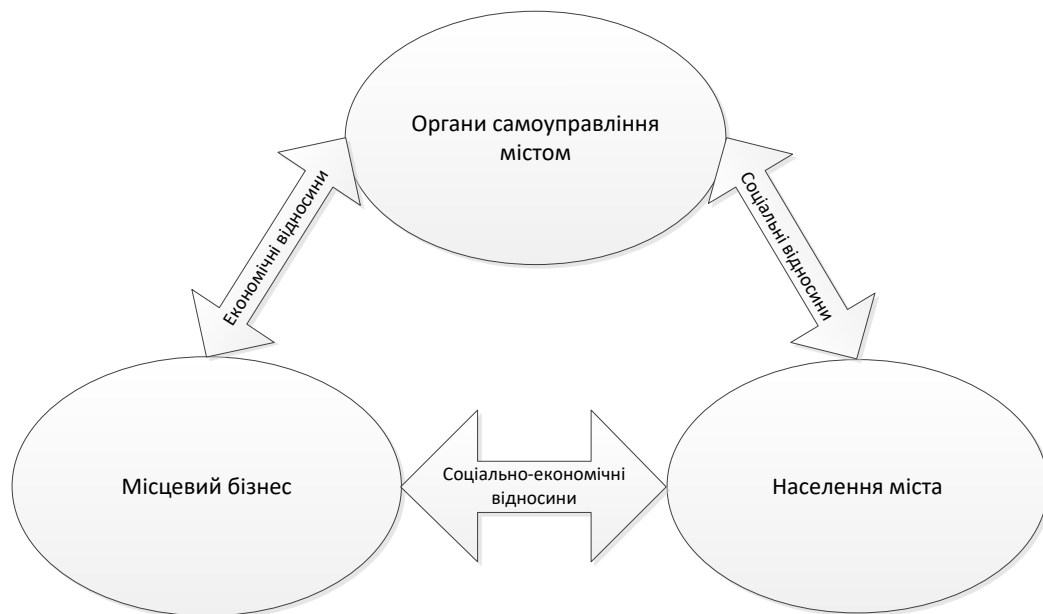 Органи самоуправління
містом
Економічні відносини
Соціальні відносини
Місцевий бізнес
Соціально-економічні
відносини
Населення міста